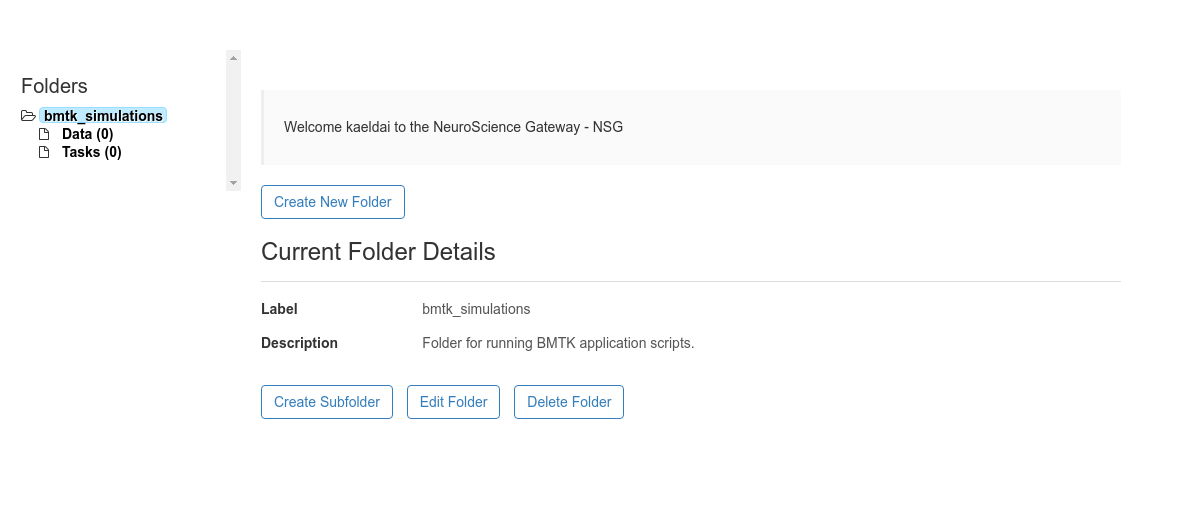 Folders
bmtk_simulations
Data (0)
Tasks (0)
Welcome kaeldai to the NeuroScience Gateway - NSG
Create New Folder
Current Folder Details
Label bmtk_simulations
Description Folder for running BMTK application scripts.
Create Subfolder Edit Folder Delete Folder